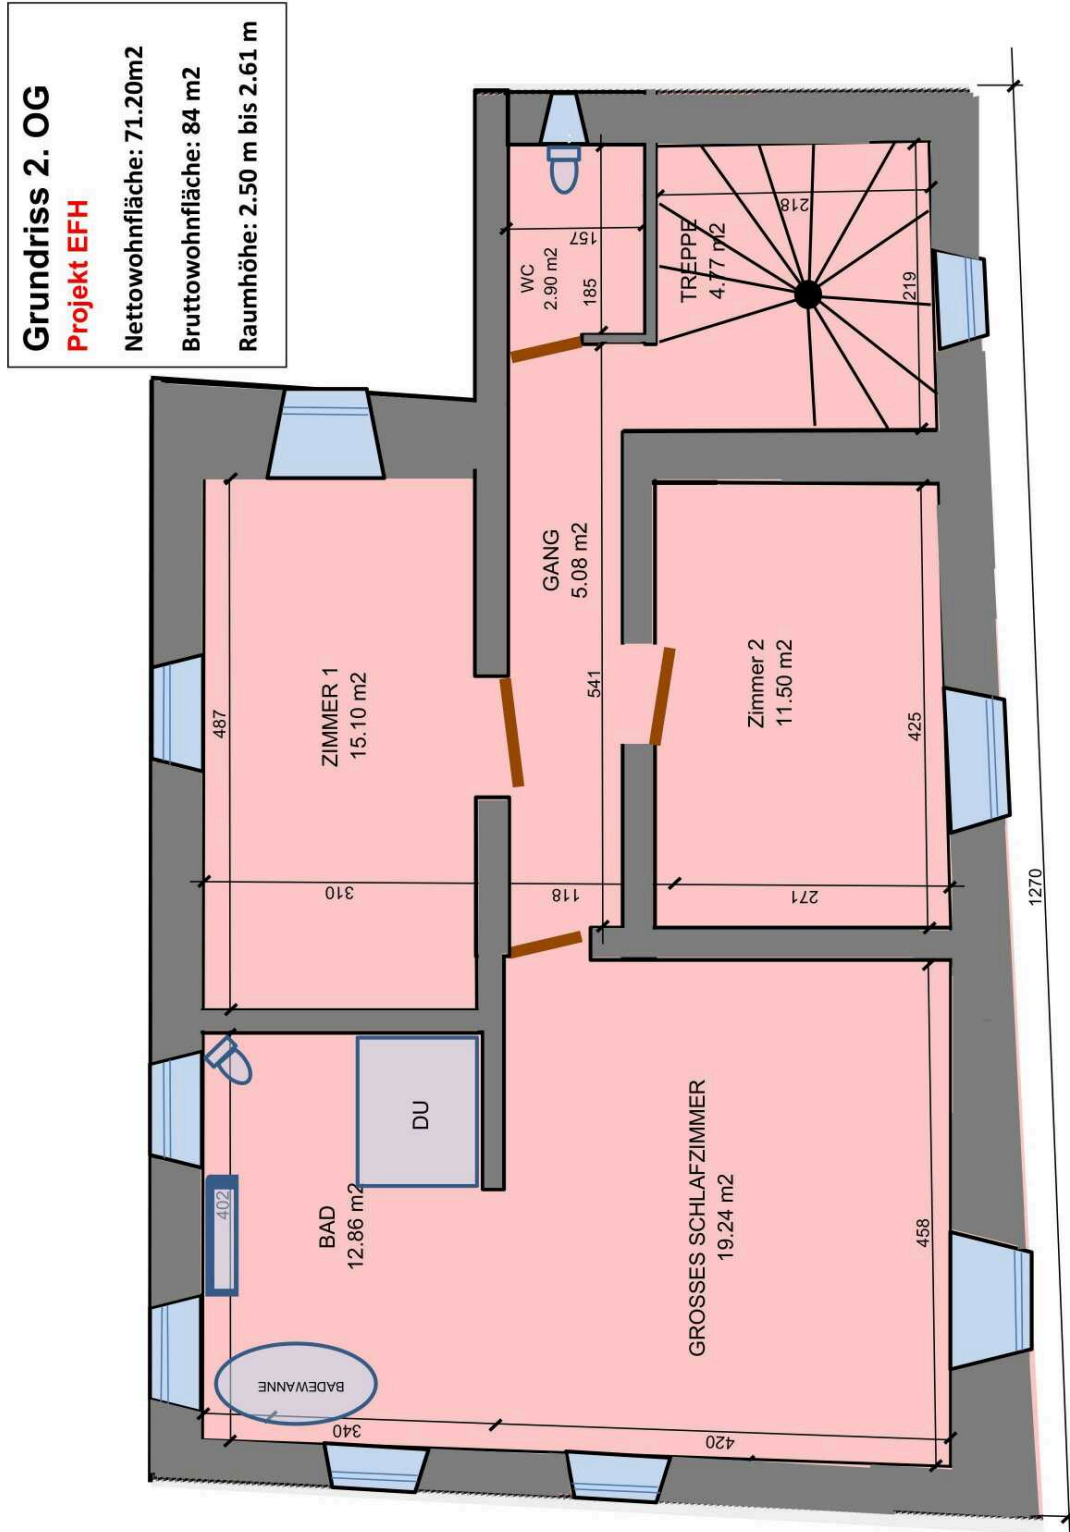 Grundriss 2. OG
Projekt EFH
Nettowohnfläche: 71.20m2
Bruttowohnfläche: 84 m2
Raumhöhe: 2.50 m bis 2.61 m
BADEWANNE
340
402
BAD
12.86 m2
DU
487
310
ZIMMER 1
15.10 m2
118
541
GANG
5.08 m2
WC
2.90 m2
157
185
TREPPE
4.77 m2
218
219
420
GROSSES SCHLAFZIMMER
19.24 m2
458
271
Zimmer 2
11.50 m2
425
1270